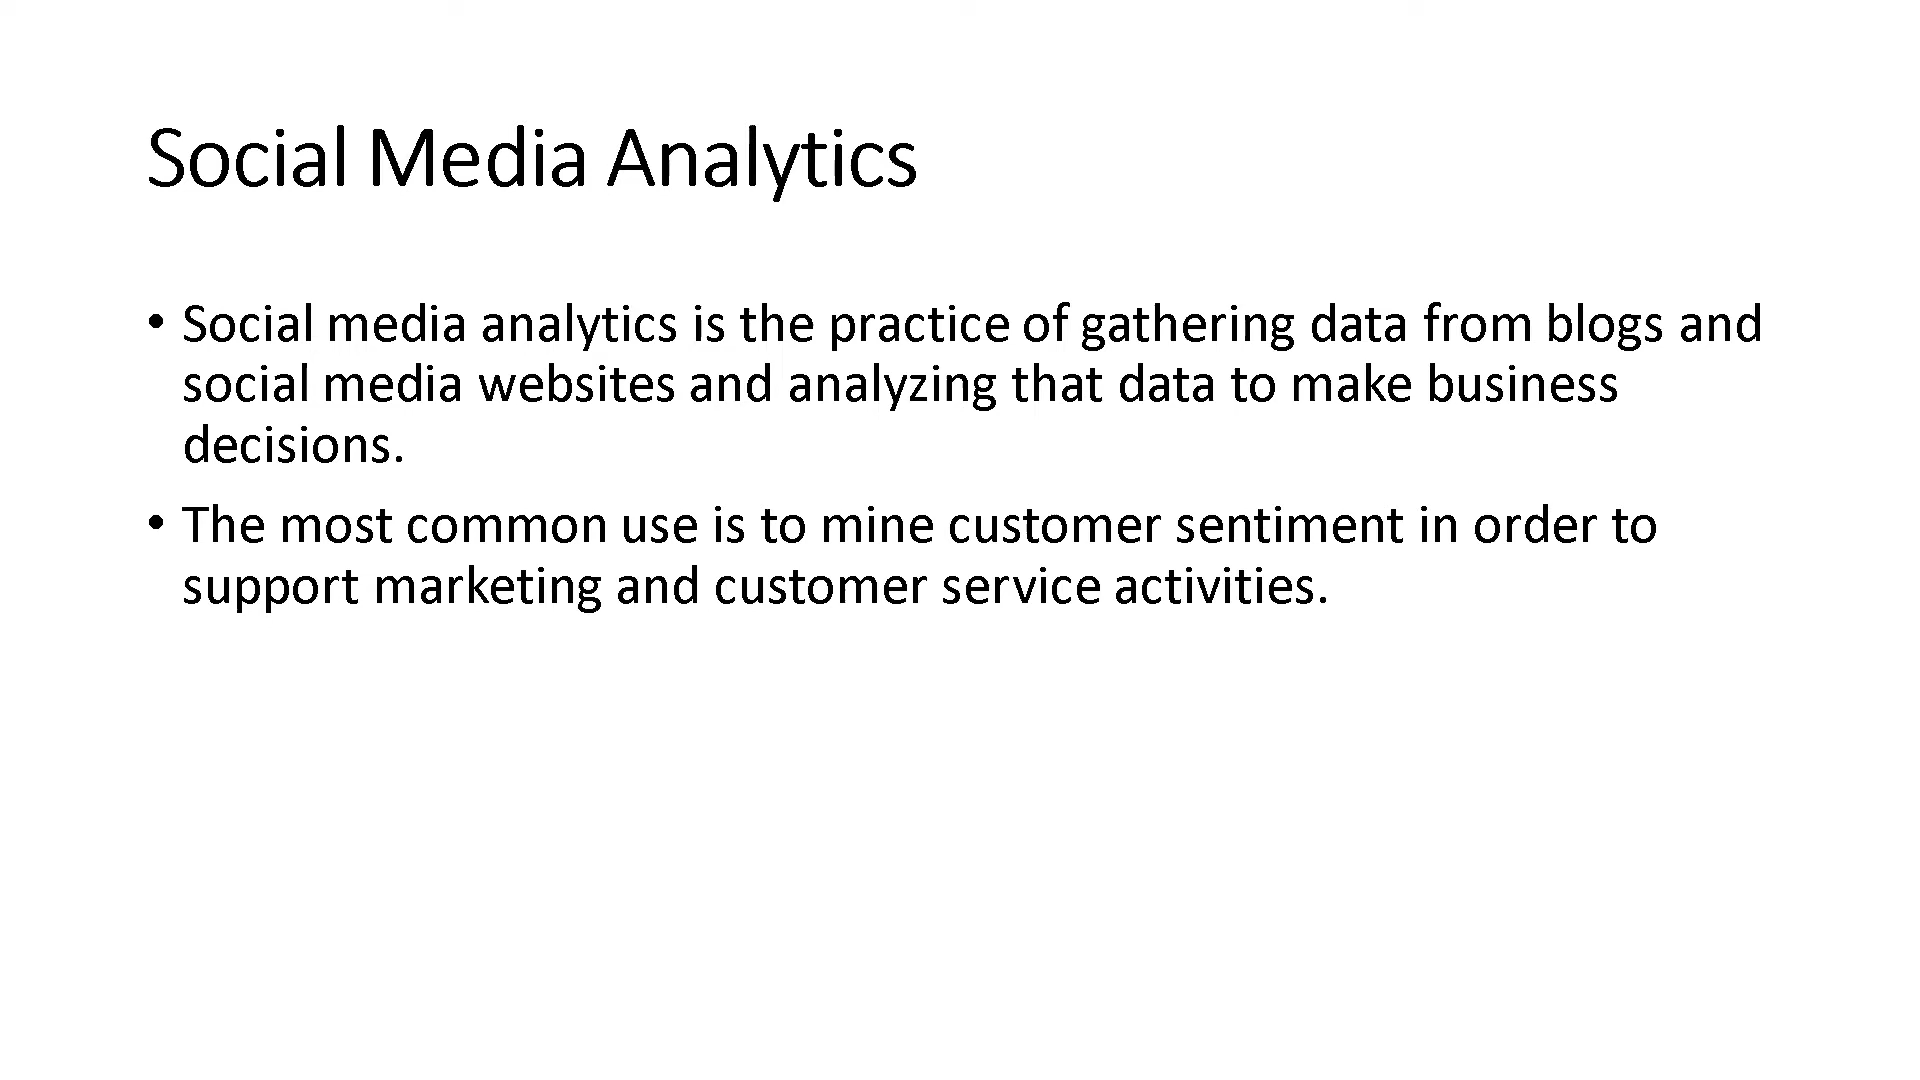 Social Media Analytics
• Social media analytics is the practice of gathering data from blogs and
social media websites and analyzing that data to make business
decisions.
• The most common use is to mine customer sentiment in order to
support marketing and customer service activities.